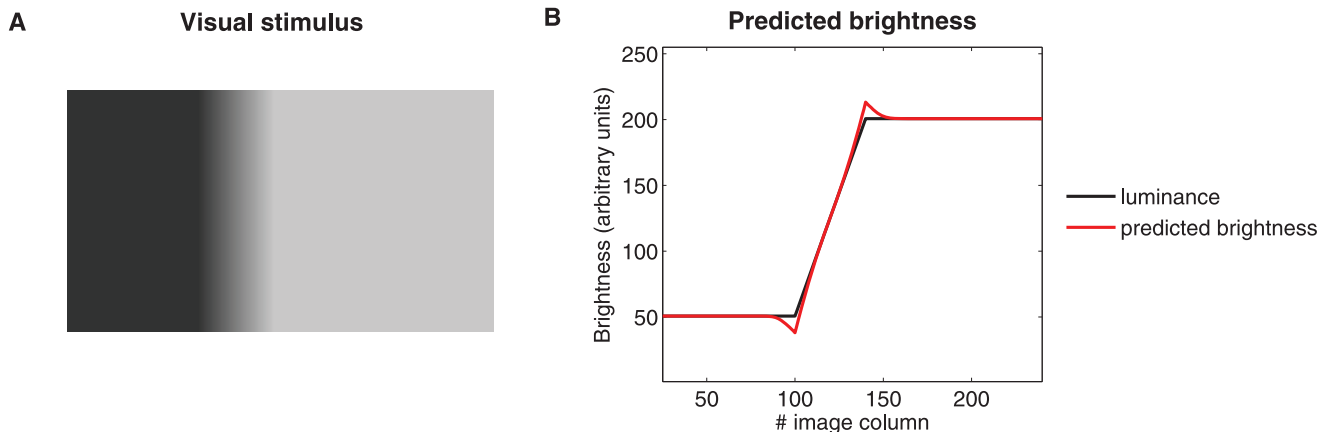 A
Visual stimulus
B
Predicted brightness
Brightness (arbitrary units)
250
200
150
100
50
50
100
150
200
# image column
luminance
predicted brightness